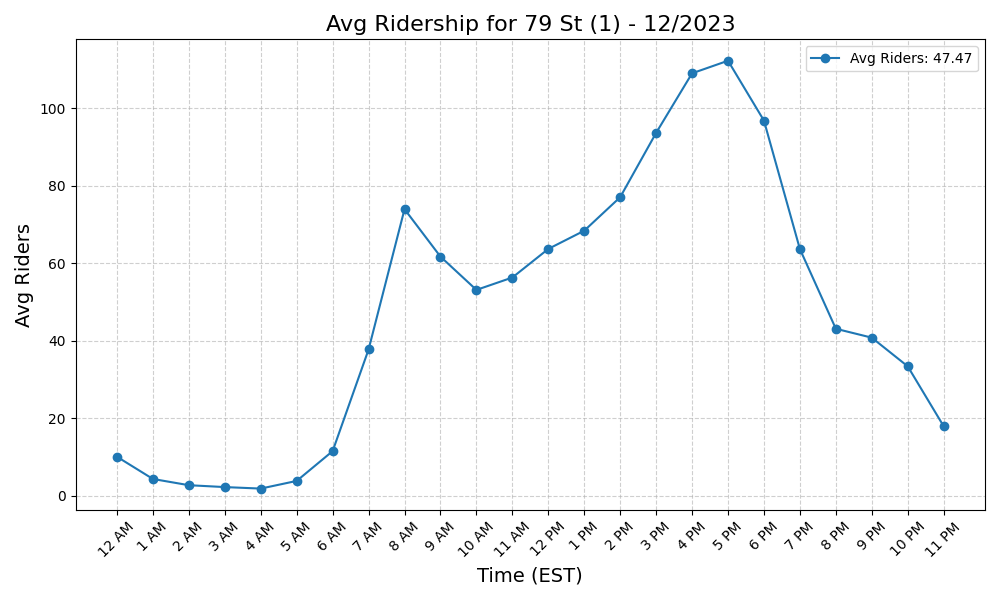 Avg Ridership for 79 St (1) - 12/2023
Avg Riders: 47.47
Avg Riders
100
80
60
40
20
0
12 AM
1 AM
2 AM
3 AM
4 AM
5 AM
6 AM
7 AM
8 AM
9 AM
10 AM
11 AM
12 PM
1 PM
2 PM
3 PM
4 PM
5 PM
6 PM
7 PM
8 PM
9 PM
10 PM
11 PM
Time (EST)